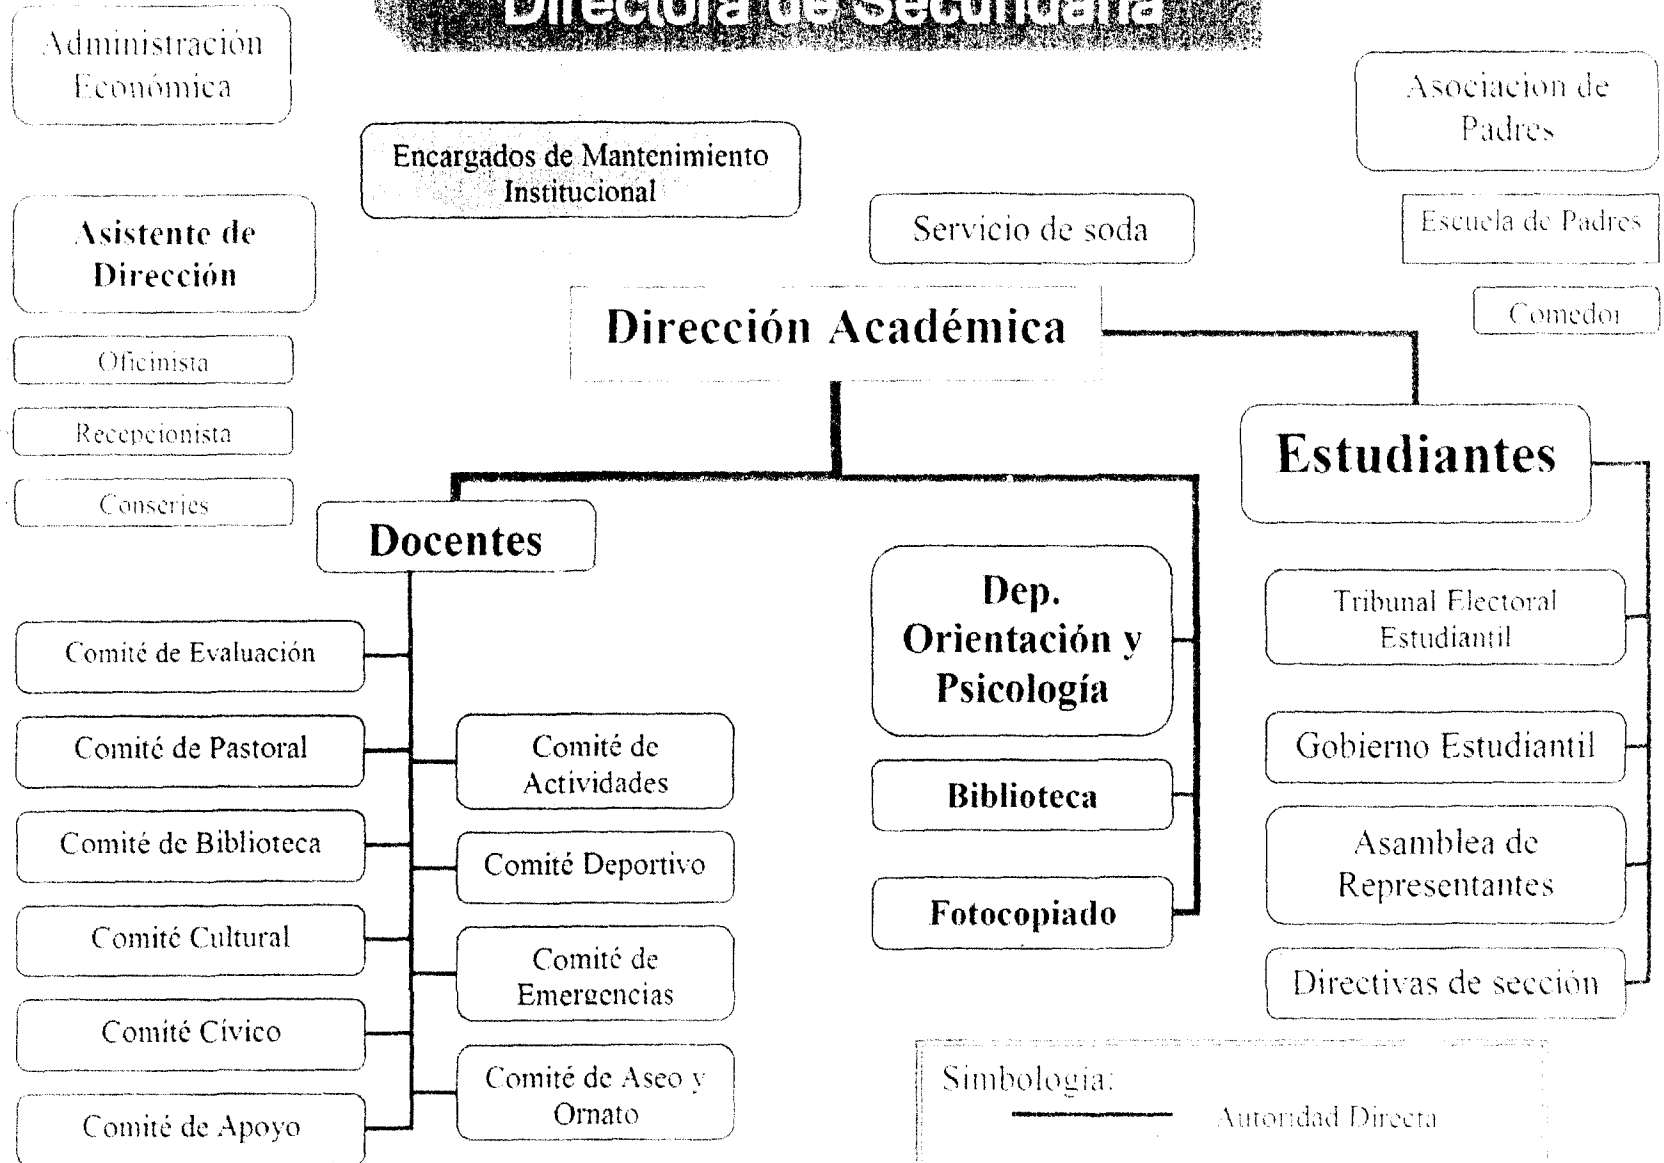 Directora de Secundaria
Administración
Económica
Asociacion de
Padres
Encargados de Mantenimiento
Institucional
Asistente de
Dirección
Servicio de soda
Escuela de Padres
Dirección Académica
Comedor
Oficinista
Recepcionista
Conseries
Estudiantes
Docentes
Dep.
Orientación y
Psicología
Tribunal Electoral
Estudiantil
Comité de Evaluación
Comité de Pastoral
Comité de
Actividades
Gobierno Estudiantil
Biblioteca
Comité de Biblioteca
Comité Deportivo
Asamblea de
Representantes
Fotocopiado
Comité Cultural
Comité de
Emergencias
Directivas de sección
Comité Cívico
Comité de Aseo y
Ornato
Comité de Apoyo
Simbología:
Autoridad Directa